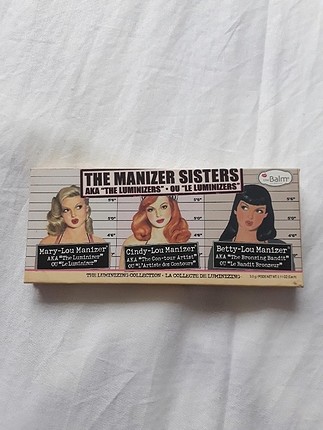 THE MANIZER SISTERS
AKA "THE LUMINIZERS" • OU "LE LUMINIZERS"
theBalm
Mary-Lou Manizer
AKA "The Luminizer"
OU "Le Luminizer"
Cindy-Lou Manizer
AKA "The Con-tour Artist"
OU "L'Artiste des Contours"
Betty-Lou Manizer
AKA "The Bronzing Bandit"
OU "Le Bandit Bronzeur"
THE LUMINIZING COLLECTION • LA COLLECTE DE LUMINIZING